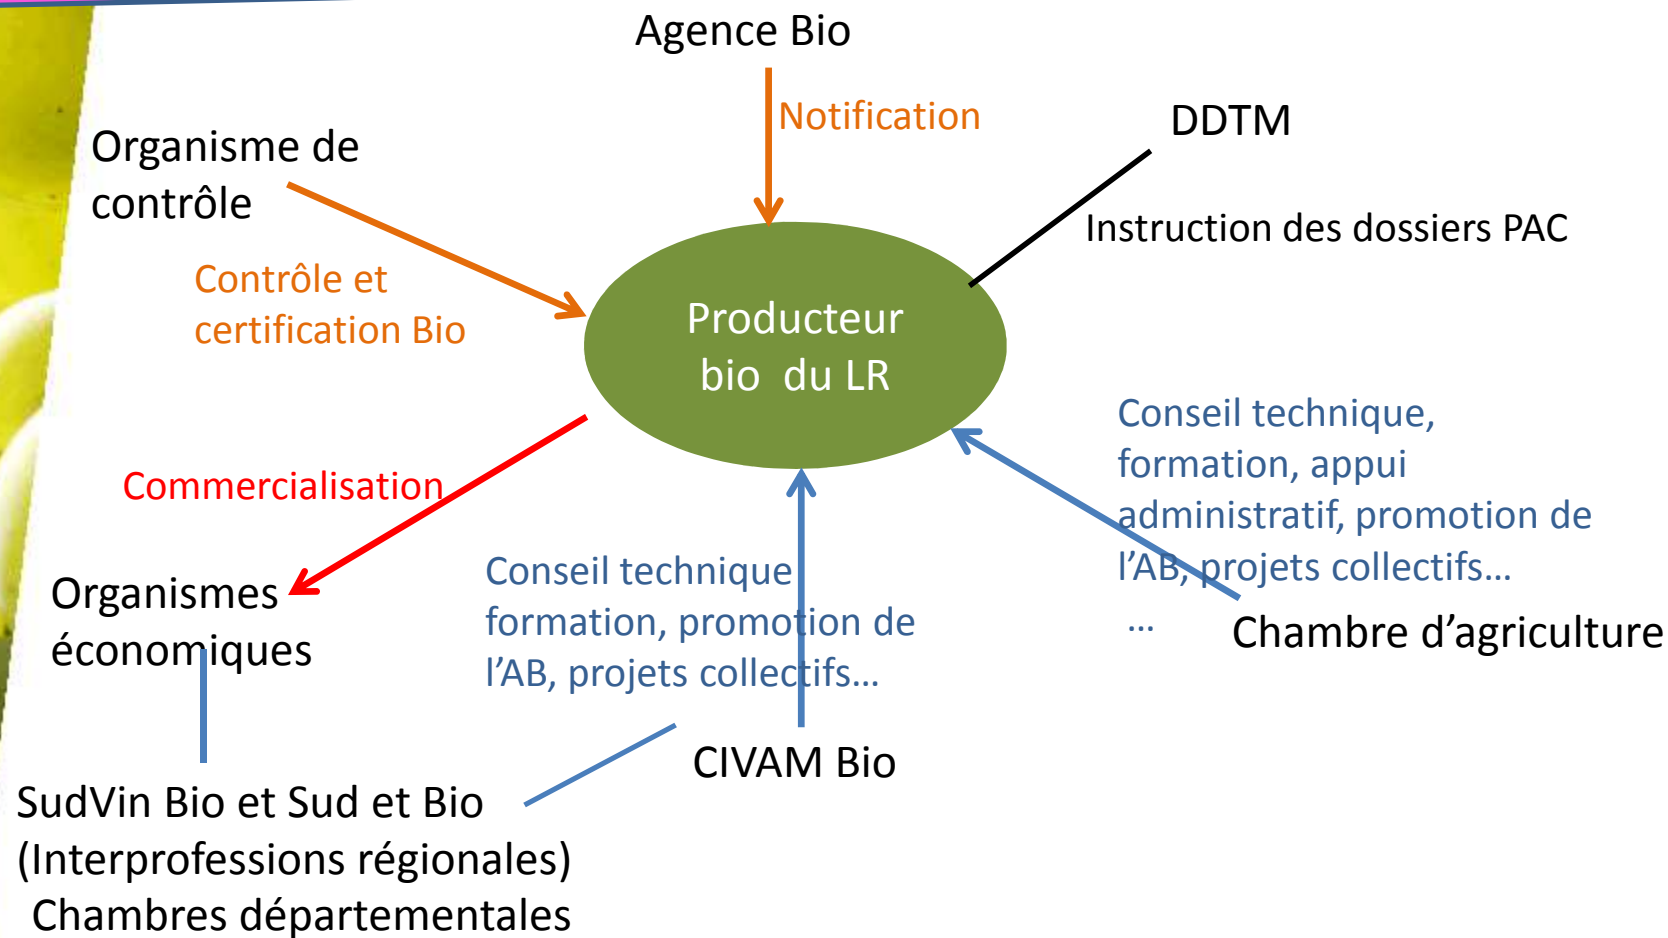 Agence Bio
Notification
DDTM
Organisme de
contrôle
Instruction des dossiers PAC
Contrôle et
certification Bio
Producteur
bio du LR
Conseil technique,
formation, appui
administratif, promotion de
l’AB, projets collectifs…
…
Chambre d’agriculture
Commercialisation
Organismes
économiques
Conseil technique
formation, promotion de
l’AB, projets collectifs…
CIVAM Bio
SudVin Bio et Sud et Bio
(Interprofessions régionales)
Chambres départementales